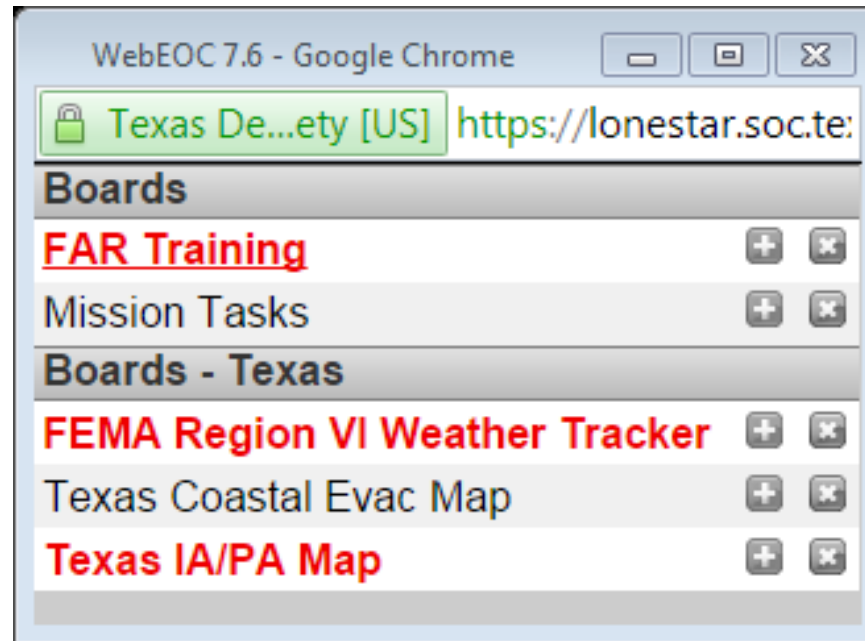 WebEOC 7.6 - Google Chrome
Texas De...ety [US] https://lonestar.soc.tex
Boards
FAR Training
Mission Tasks
Boards - Texas
FEMA Region VI Weather Tracker
Texas Coastal Evac Map
Texas IA/PA Map